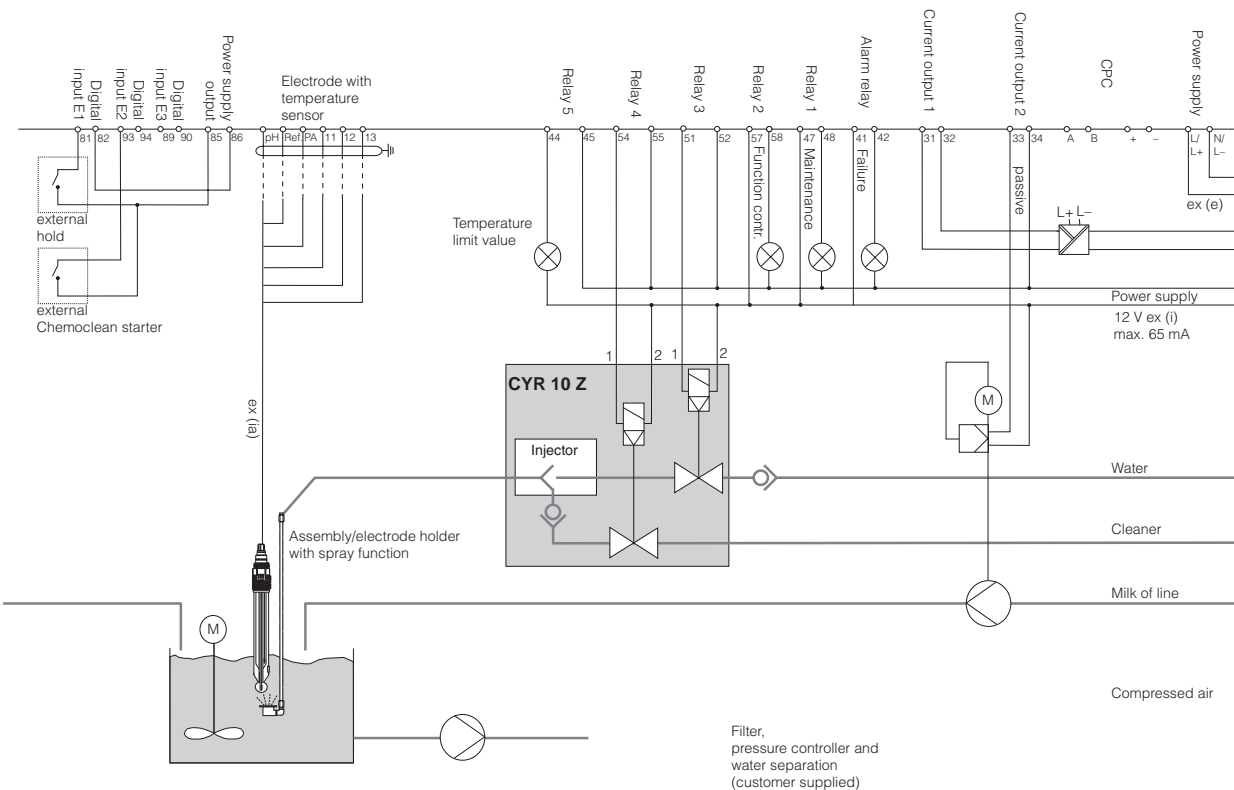 Digital
input E1
Digital
input E2
Digital
input E3
Power supply
output
Electrode with
temperature
sensor
Relay 5
Relay 4
Relay 3
Relay 2
Relay 1
Alarm relay
Current output 1
Current output 2
CPC
Power supply
81 82 93 94 89 90 85 86 pH Ref. PA 11 12 13 44 45 54 55 51 52 57 58 47 48 41 42 31 32 33 34 A B + – L/ N/
L+ L–
Function contr.
Maintenance
Failure
passive
ex (e)
external
hold
Temperature
limit value
L+ L–
external
Chemoclean starter
Power supply
12 V ex (i)
max. 65 mA
1 2 1 2
CYR 10 Z
M
ex (ia)
Injector
Water
Assembly/electrode holder
with spray function
Cleaner
Milk of line
M
Compressed air
Filter,
pressure controller and
water separation
(customer supplied)